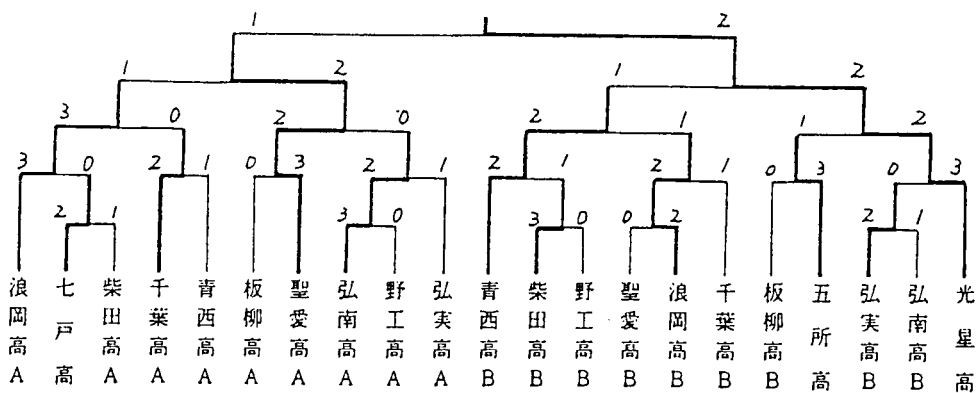 1 2
1 2 1 2
3 0 2 0 2 1 1 2
3 0 2 1 0 3 2 1 2 1 2 1 0 3 0 3
2 1 3 0 3 0 0 2 2 1
浪岡高A
七戸高
柴田高A
千葉高A
青西高A
板柳高A
聖愛高A
弘南高A
野工高A
弘実高A
青西高B
柴田高B
野工高B
聖愛高B
浪岡高B
千葉高B
板柳高B
五所高
弘実高B
弘南高B
光星高